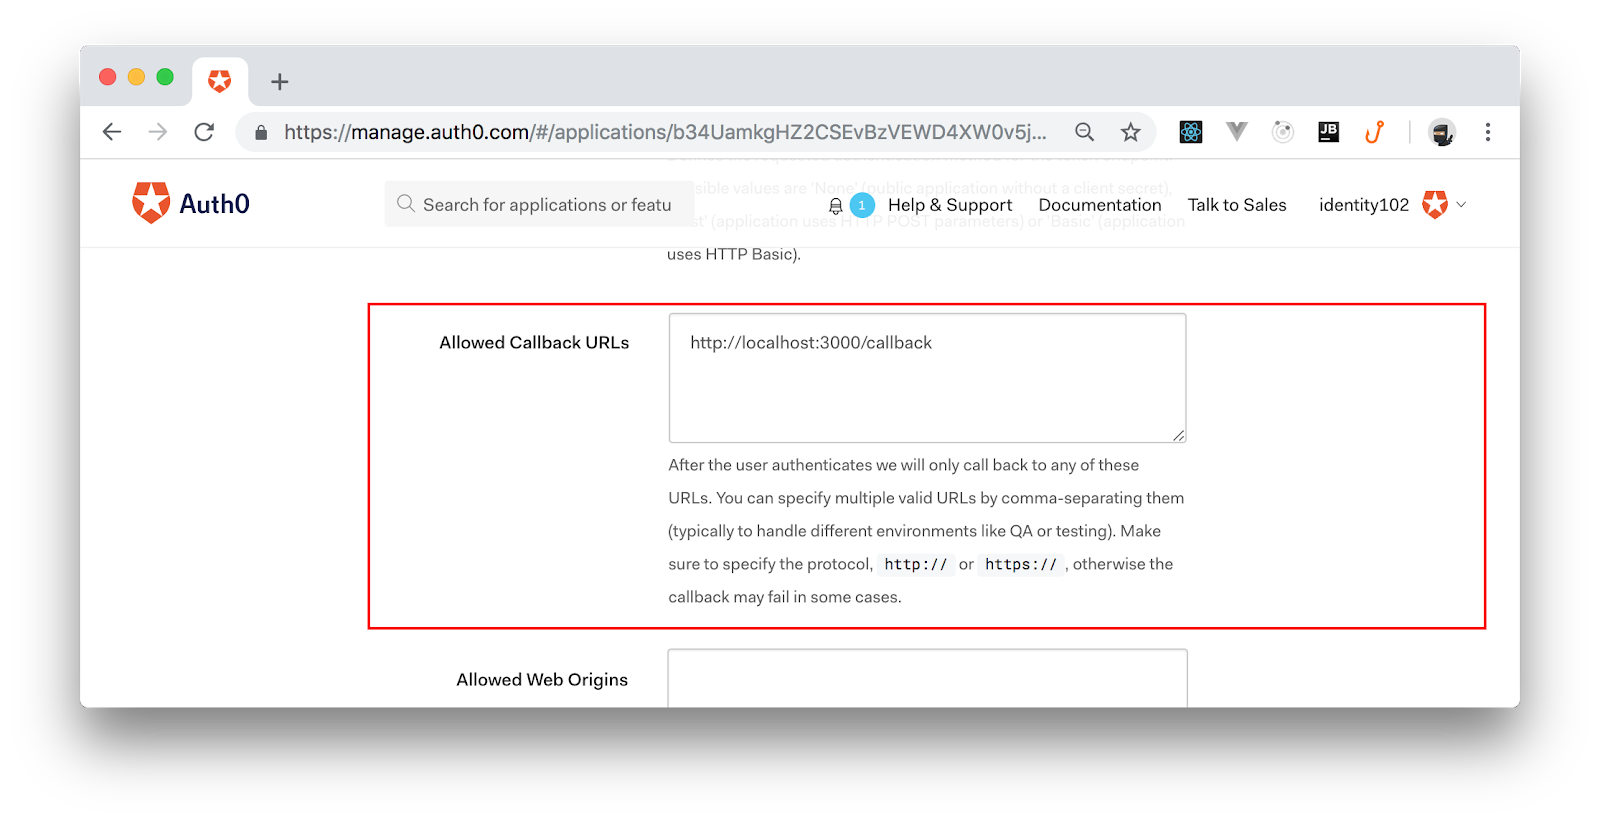 https://manage.auth0.com/#/applications/b34UamkgHZ2CSEvBzVEWD4XW0v5j...
JB
Auth0
Search for applications or featu
1
Help & Support
Documentation
Talk to Sales
identity102
sible values are 'None' (public application without a client secret),
st' (application uses HTTP POST parameters) or 'Basic' (application
uses HTTP Basic).
Allowed Callback URLs
http://localhost:3000/callback
After the user authenticates we will only call back to any of these
URLs. You can specify multiple valid URLs by comma-separating them
(typically to handle different environments like QA or testing). Make
sure to specify the protocol, http:// or https:// , otherwise the
callback may fail in some cases.
Allowed Web Origins